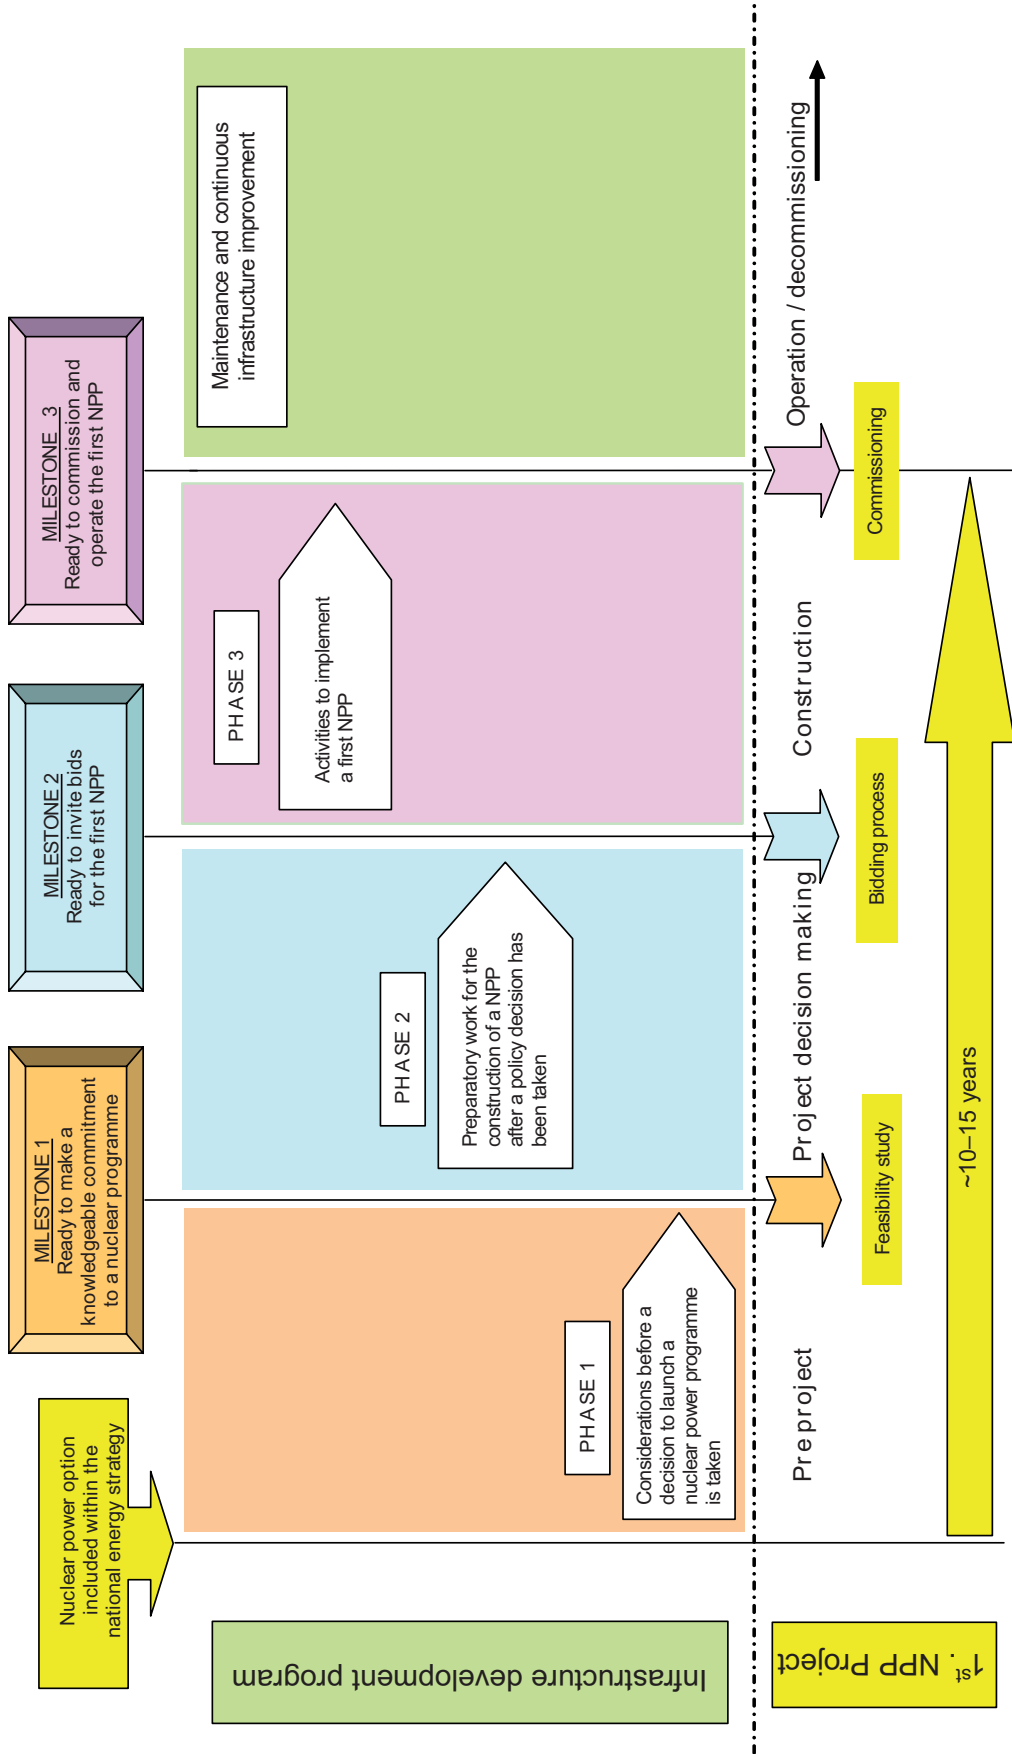 Nuclear power option
included within the
national energy strategy
MILESTONE 1
Ready to make a
knowledgeable commitment
to a nuclear programme
MILESTONE 2
Ready to invite bids
for the first NPP
MILESTONE 3
Ready to commission and
operate the first NPP
Infrastructure development program
PHASE 1
Considerations before a
decision to launch a
nuclear power programme
is taken
PHASE 2
Preparatory work for the
construction of a NPP
after a policy decision has
been taken
PHASE 3
Activities to implement
a first NPP
Maintenance and continuous
infrastructure improvement
1st . NPP Project
Preproject
Project decision making
Construction
Operation / decommissioning
Feasibility study
Bidding process
Commissioning
~10–15 years